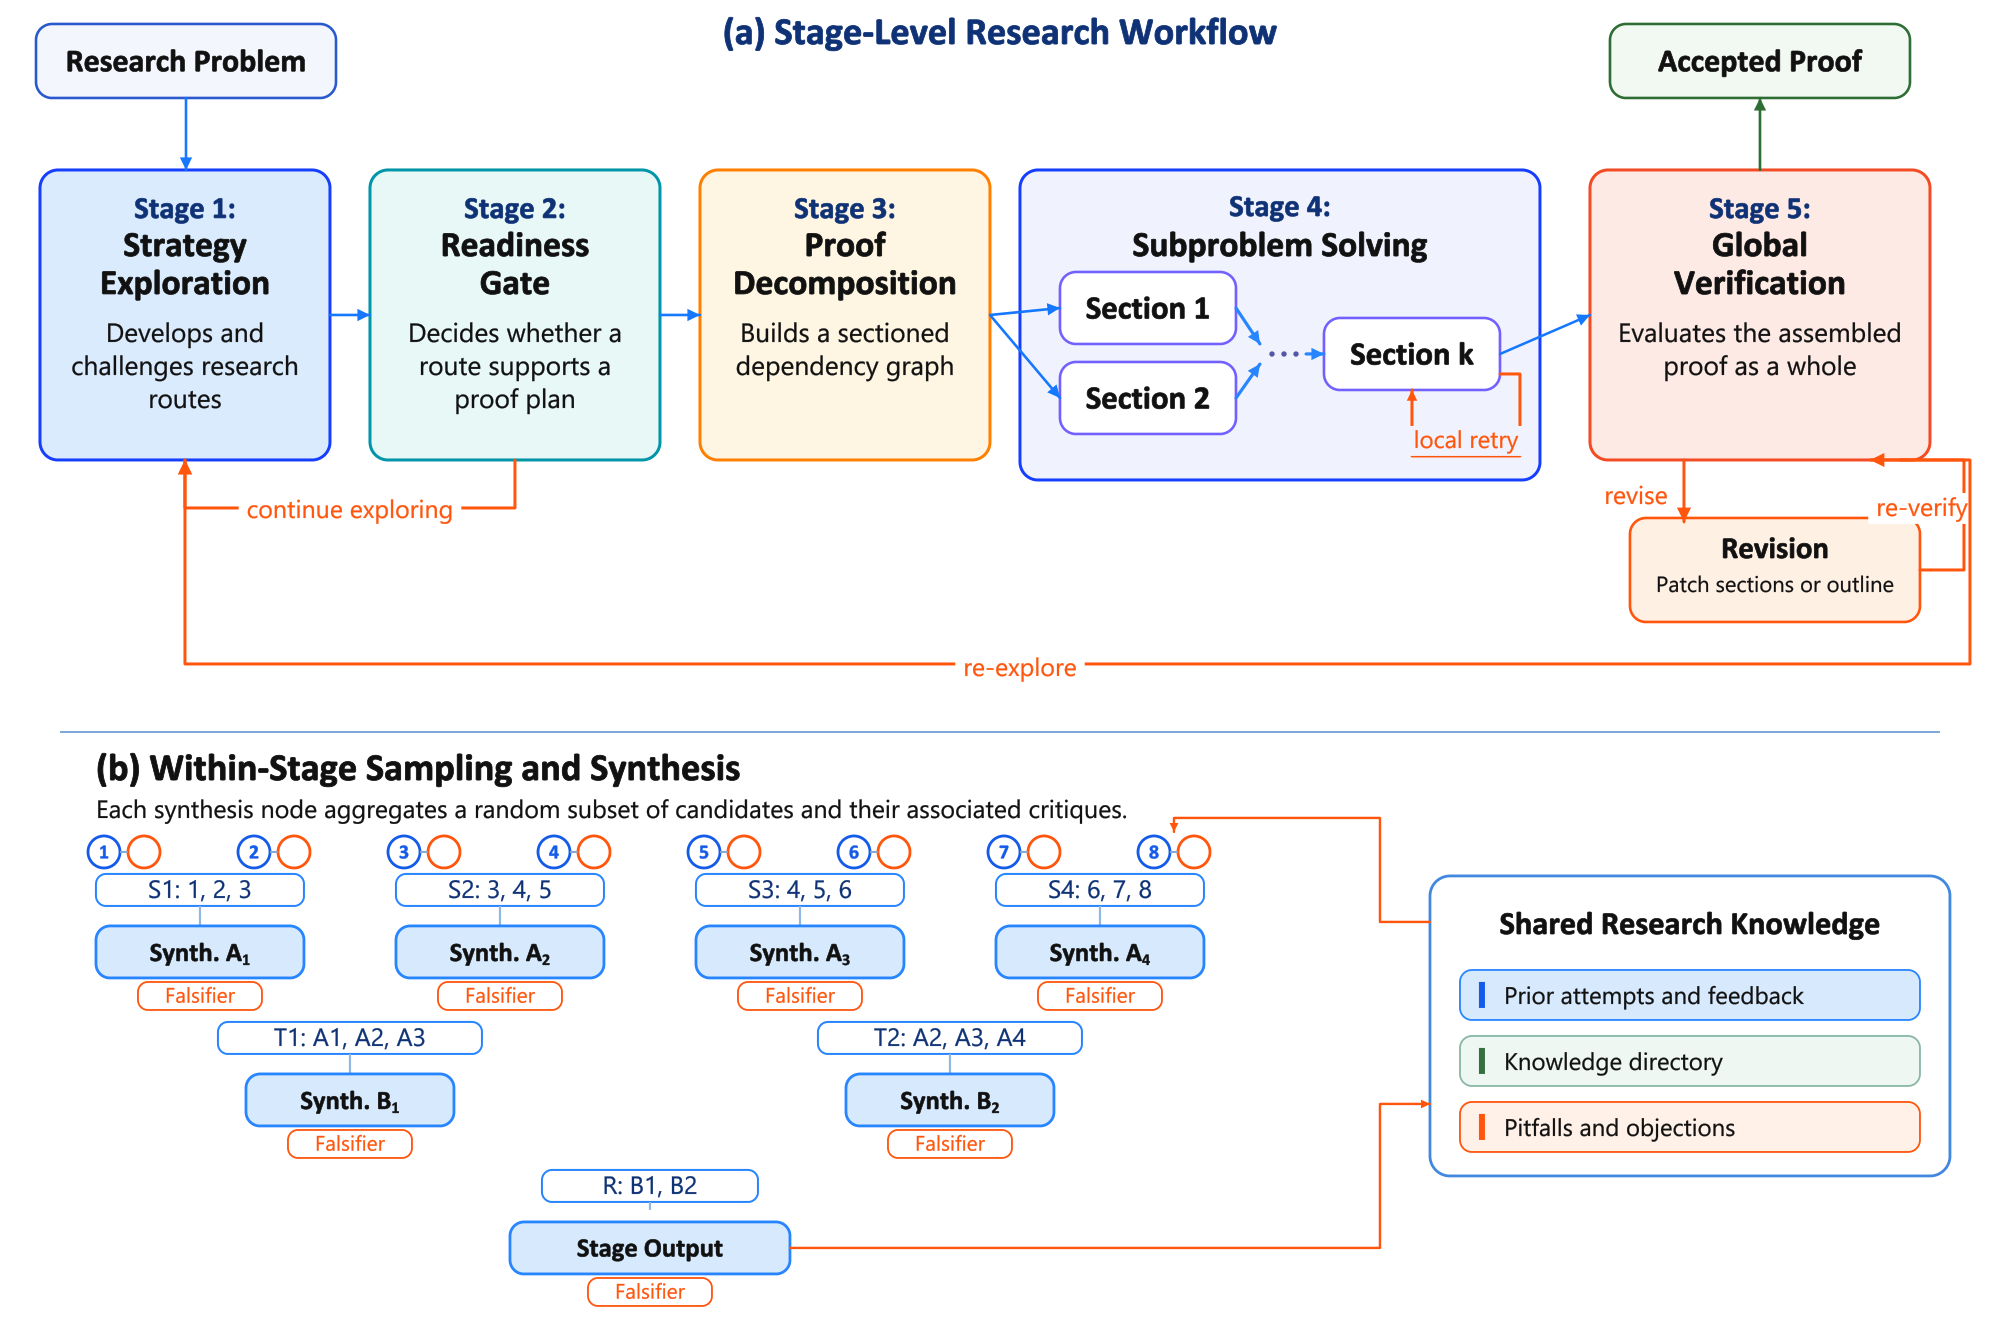 (a) Stage-Level Research Workflow
Research Problem
Accepted Proof
Stage 1:
Strategy
Exploration
Develops and
challenges research
routes
Stage 2:
Readiness
Gate
Decides whether a
route supports a
proof plan
Stage 3:
Proof
Decomposition
Builds a sectioned
dependency graph
Stage 4:
Subproblem Solving
Section 1
Section 2
Section k
local retry
Stage 5:
Global
Verification
Evaluates the assembled
proof as a whole
continue exploring
revise
re-verify
Revision
Patch sections or outline
re-explore
(b) Within-Stage Sampling and Synthesis
Each synthesis node aggregates a random subset of candidates and their associated critiques.
1 2 3 4 5 6 7 8
S1: 1, 2, 3
S2: 3, 4, 5
S3: 4, 5, 6
S4: 6, 7, 8
Synth. A₁
Synth. A₂
Synth. A₃
Synth. A₄
Falsifier
Falsifier
Falsifier
Falsifier
T1: A1, A2, A3
T2: A2, A3, A4
Synth. B₁
Synth. B₂
Falsifier
Falsifier
R: B1, B2
Stage Output
Falsifier
Shared Research Knowledge
Prior attempts and feedback
Knowledge directory
Pitfalls and objections